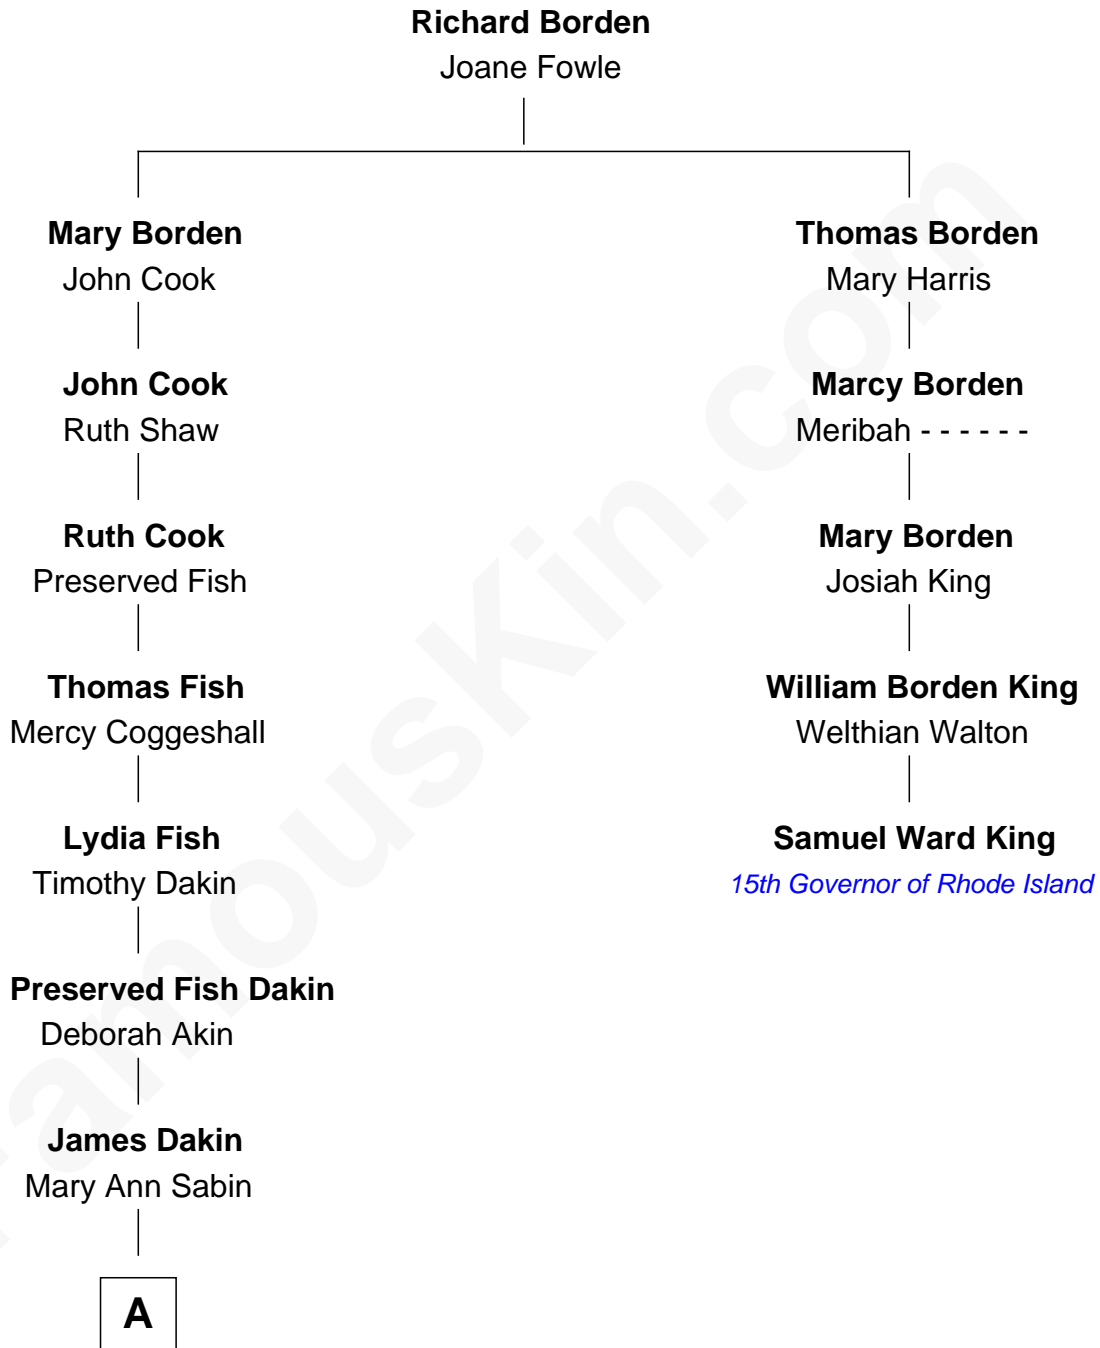 Richard Borden
Joane Fowle
Mary Borden
John Cook
Thomas Borden
Mary Harris
John Cook
Ruth Shaw
Marcy Borden
Meribah - - - - - -
Ruth Cook
Preserved Fish
Mary Borden
Josiah King
Thomas Fish
Mercy Coggeshall
William Borden King
Welthian Walton
Lydia Fish
Timothy Dakin
Samuel Ward King
15th Governor of Rhode Island
Preserved Fish Dakin
Deborah Akin
James Dakin
Mary Ann Sabin
A
FamousKin.com